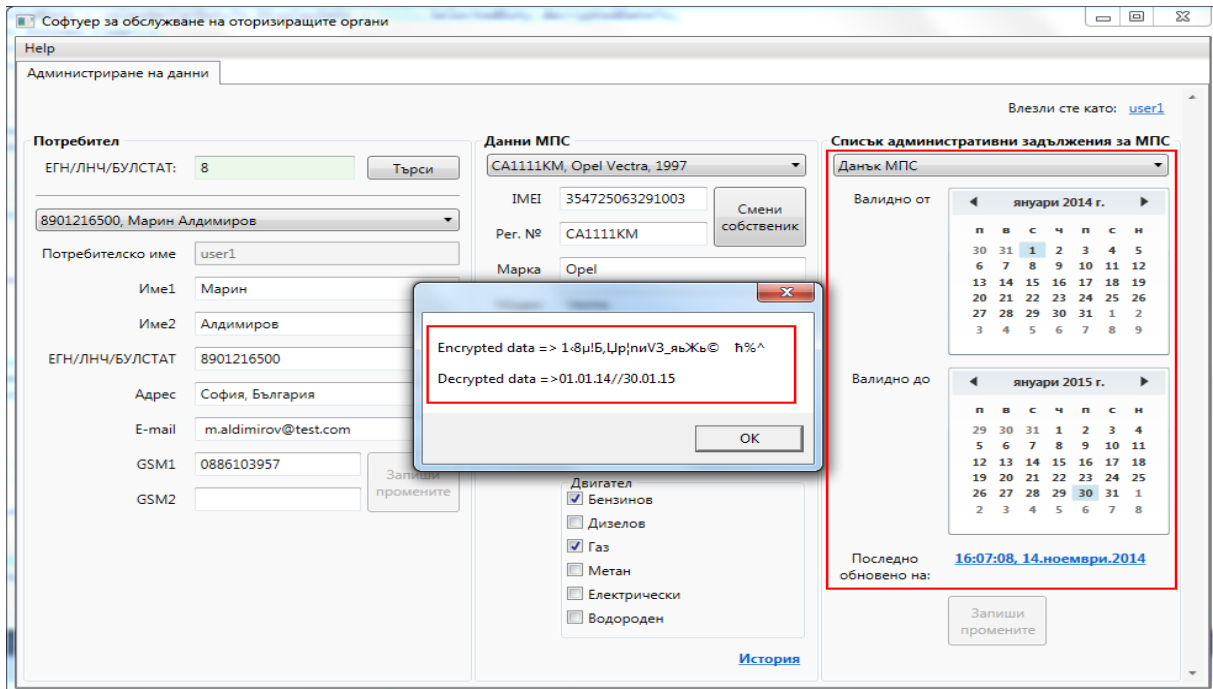 Софтуер за обслужване на оторизиращите органи
Help
Администриране на данни
Влезли сте като: user1
Потребител
ЕГН/ЛНЧ/БУЛСТАТ: 8 Търси
8901216500, Марин Алдимиров
Потребителско име user1
Име1 Марин
Име2 Алдимиров
ЕГН/ЛНЧ/БУЛСТАТ 8901216500
Адрес София, България
E-mail m.aldimirov@test.com
GSM1 0886103957
GSM2
Запиши
промените
Данни МПС
CA1111KM, Opel Vectra, 1997
IMEI 354725063291003
Рег. № CA1111KM
Смени
собственик
Марка Opel
Encrypted data => 1‹8µ!Б‚Цр¦пиV3_яьЖь© ћ%^
Decrypted data =>01.01.14//30.01.15
OK
Двигател
Бензинов
Дизелов
Газ
Метан
Електрически
Водороден
История
Списък административни задължения за МПС
Данък МПС
Валидно от
януари 2014 г.
п в с ч п с н
30 31 1 2 3 4 5
6 7 8 9 10 11 12
13 14 15 16 17 18 19
20 21 22 23 24 25 26
27 28 29 30 31 1 2
3 4 5 6 7 8 9
Валидно до
януари 2015 г.
п в с ч п с н
29 30 31 1 2 3 4
5 6 7 8 9 10 11
12 13 14 15 16 17 18
19 20 21 22 23 24 25
26 27 28 29 30 31 1
2 3 4 5 6 7 8
Последно
обновено на:
16:07:08, 14.ноември.2014
Запиши
промените